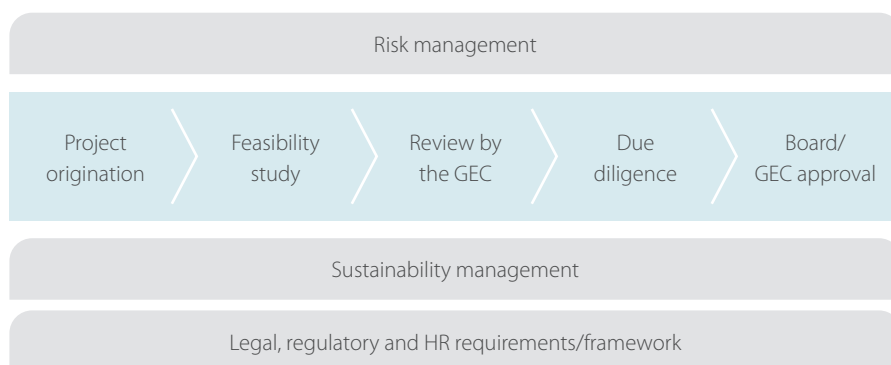 Risk management
Project
origination
Feasibility
study
Review by
the GEC
Due
diligence
Board/
GEC approval
Sustainability management
Legal, regulatory and HR requirements/framework